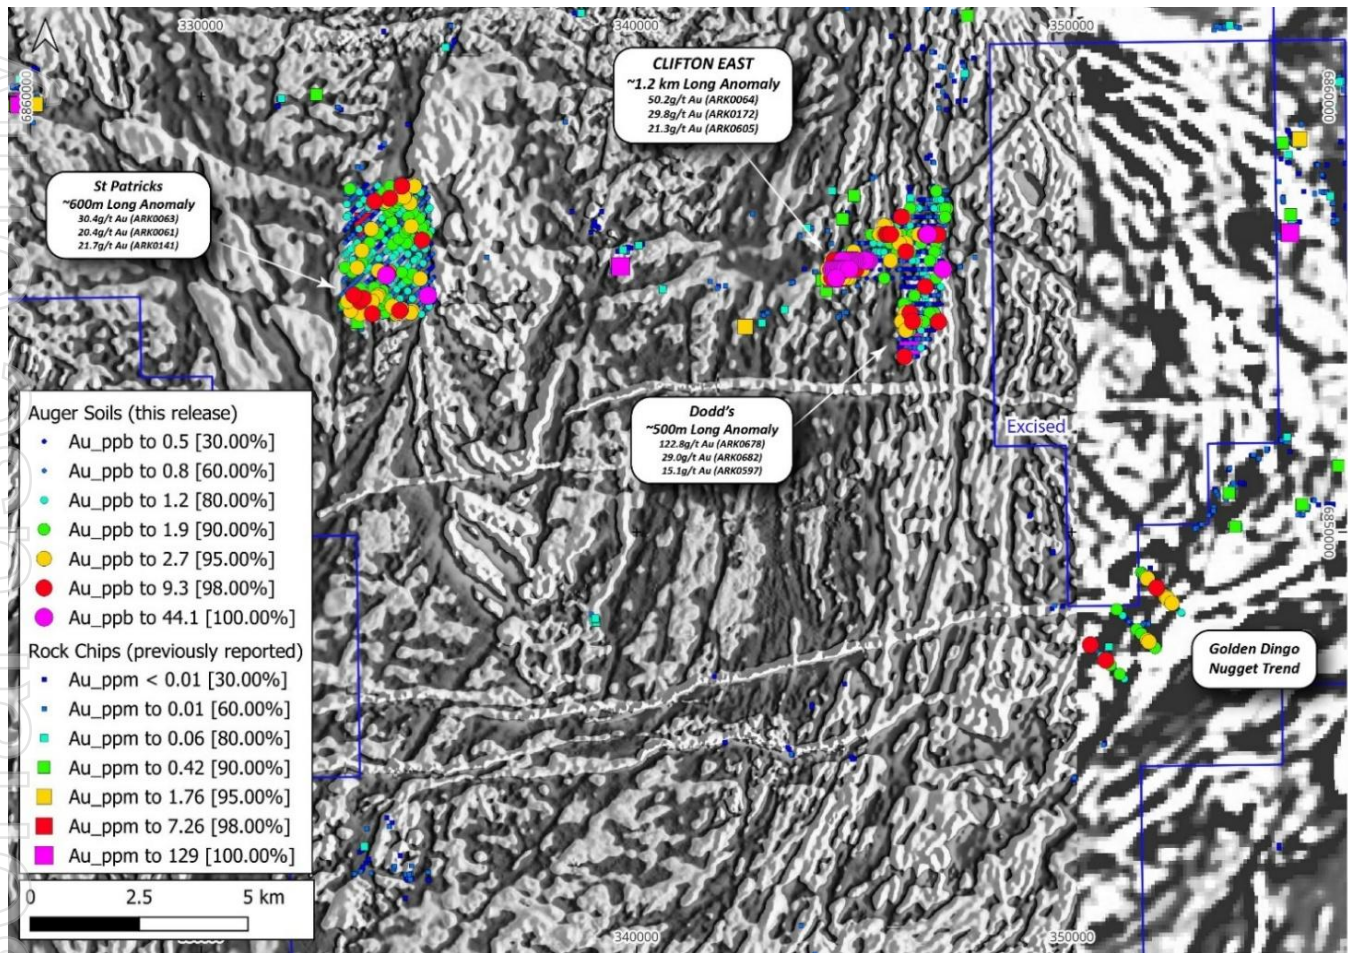 330000
340000
350000
6860000
6860000
CLIFTON EAST
~1.2 km Long Anomaly
50.2g/t Au (ARK0064)
29.8g/t Au (ARK0172)
21.3g/t Au (ARK0605)
St Patricks
~600m Long Anomaly
30.4g/t Au (ARK0063)
20.4g/t Au (ARK0061)
21.7g/t Au (ARK0141)
Dodd's
~500m Long Anomaly
122.8g/t Au (ARK0678)
29.0g/t Au (ARK0682)
15.1g/t Au (ARK0597)
Excised
6850000
Golden Dingo
Nugget Trend
Auger Soils (this release)
Au_ppb to 0.5 [30.00%]
Au_ppb to 0.8 [60.00%]
Au_ppb to 1.2 [80.00%]
Au_ppb to 1.9 [90.00%]
Au_ppb to 2.7 [95.00%]
Au_ppb to 9.3 [98.00%]
Au_ppb to 44.1 [100.00%]
Rock Chips (previously reported)
Au_ppm < 0.01 [30.00%]
Au_ppm to 0.01 [60.00%]
Au_ppm to 0.06 [80.00%]
Au_ppm to 0.42 [90.00%]
Au_ppm to 1.76 [95.00%]
Au_ppm to 7.26 [98.00%]
Au_ppm to 129 [100.00%]
0 2.5 5 km
340000
350000